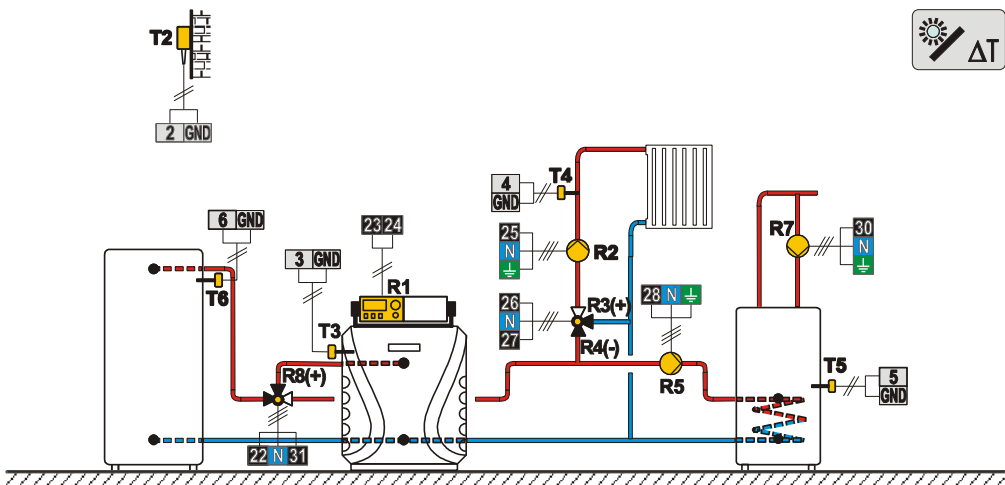 T2
ΔT
2 GND
4
GND
T4
6 GND
23 24
25
N
R2
R7
30
N
3 GND
R1
T6
26
N
27
R3(+)
28 N
T3
R4(-)
R8(+)
R5
T5
5
GND
22 N 31